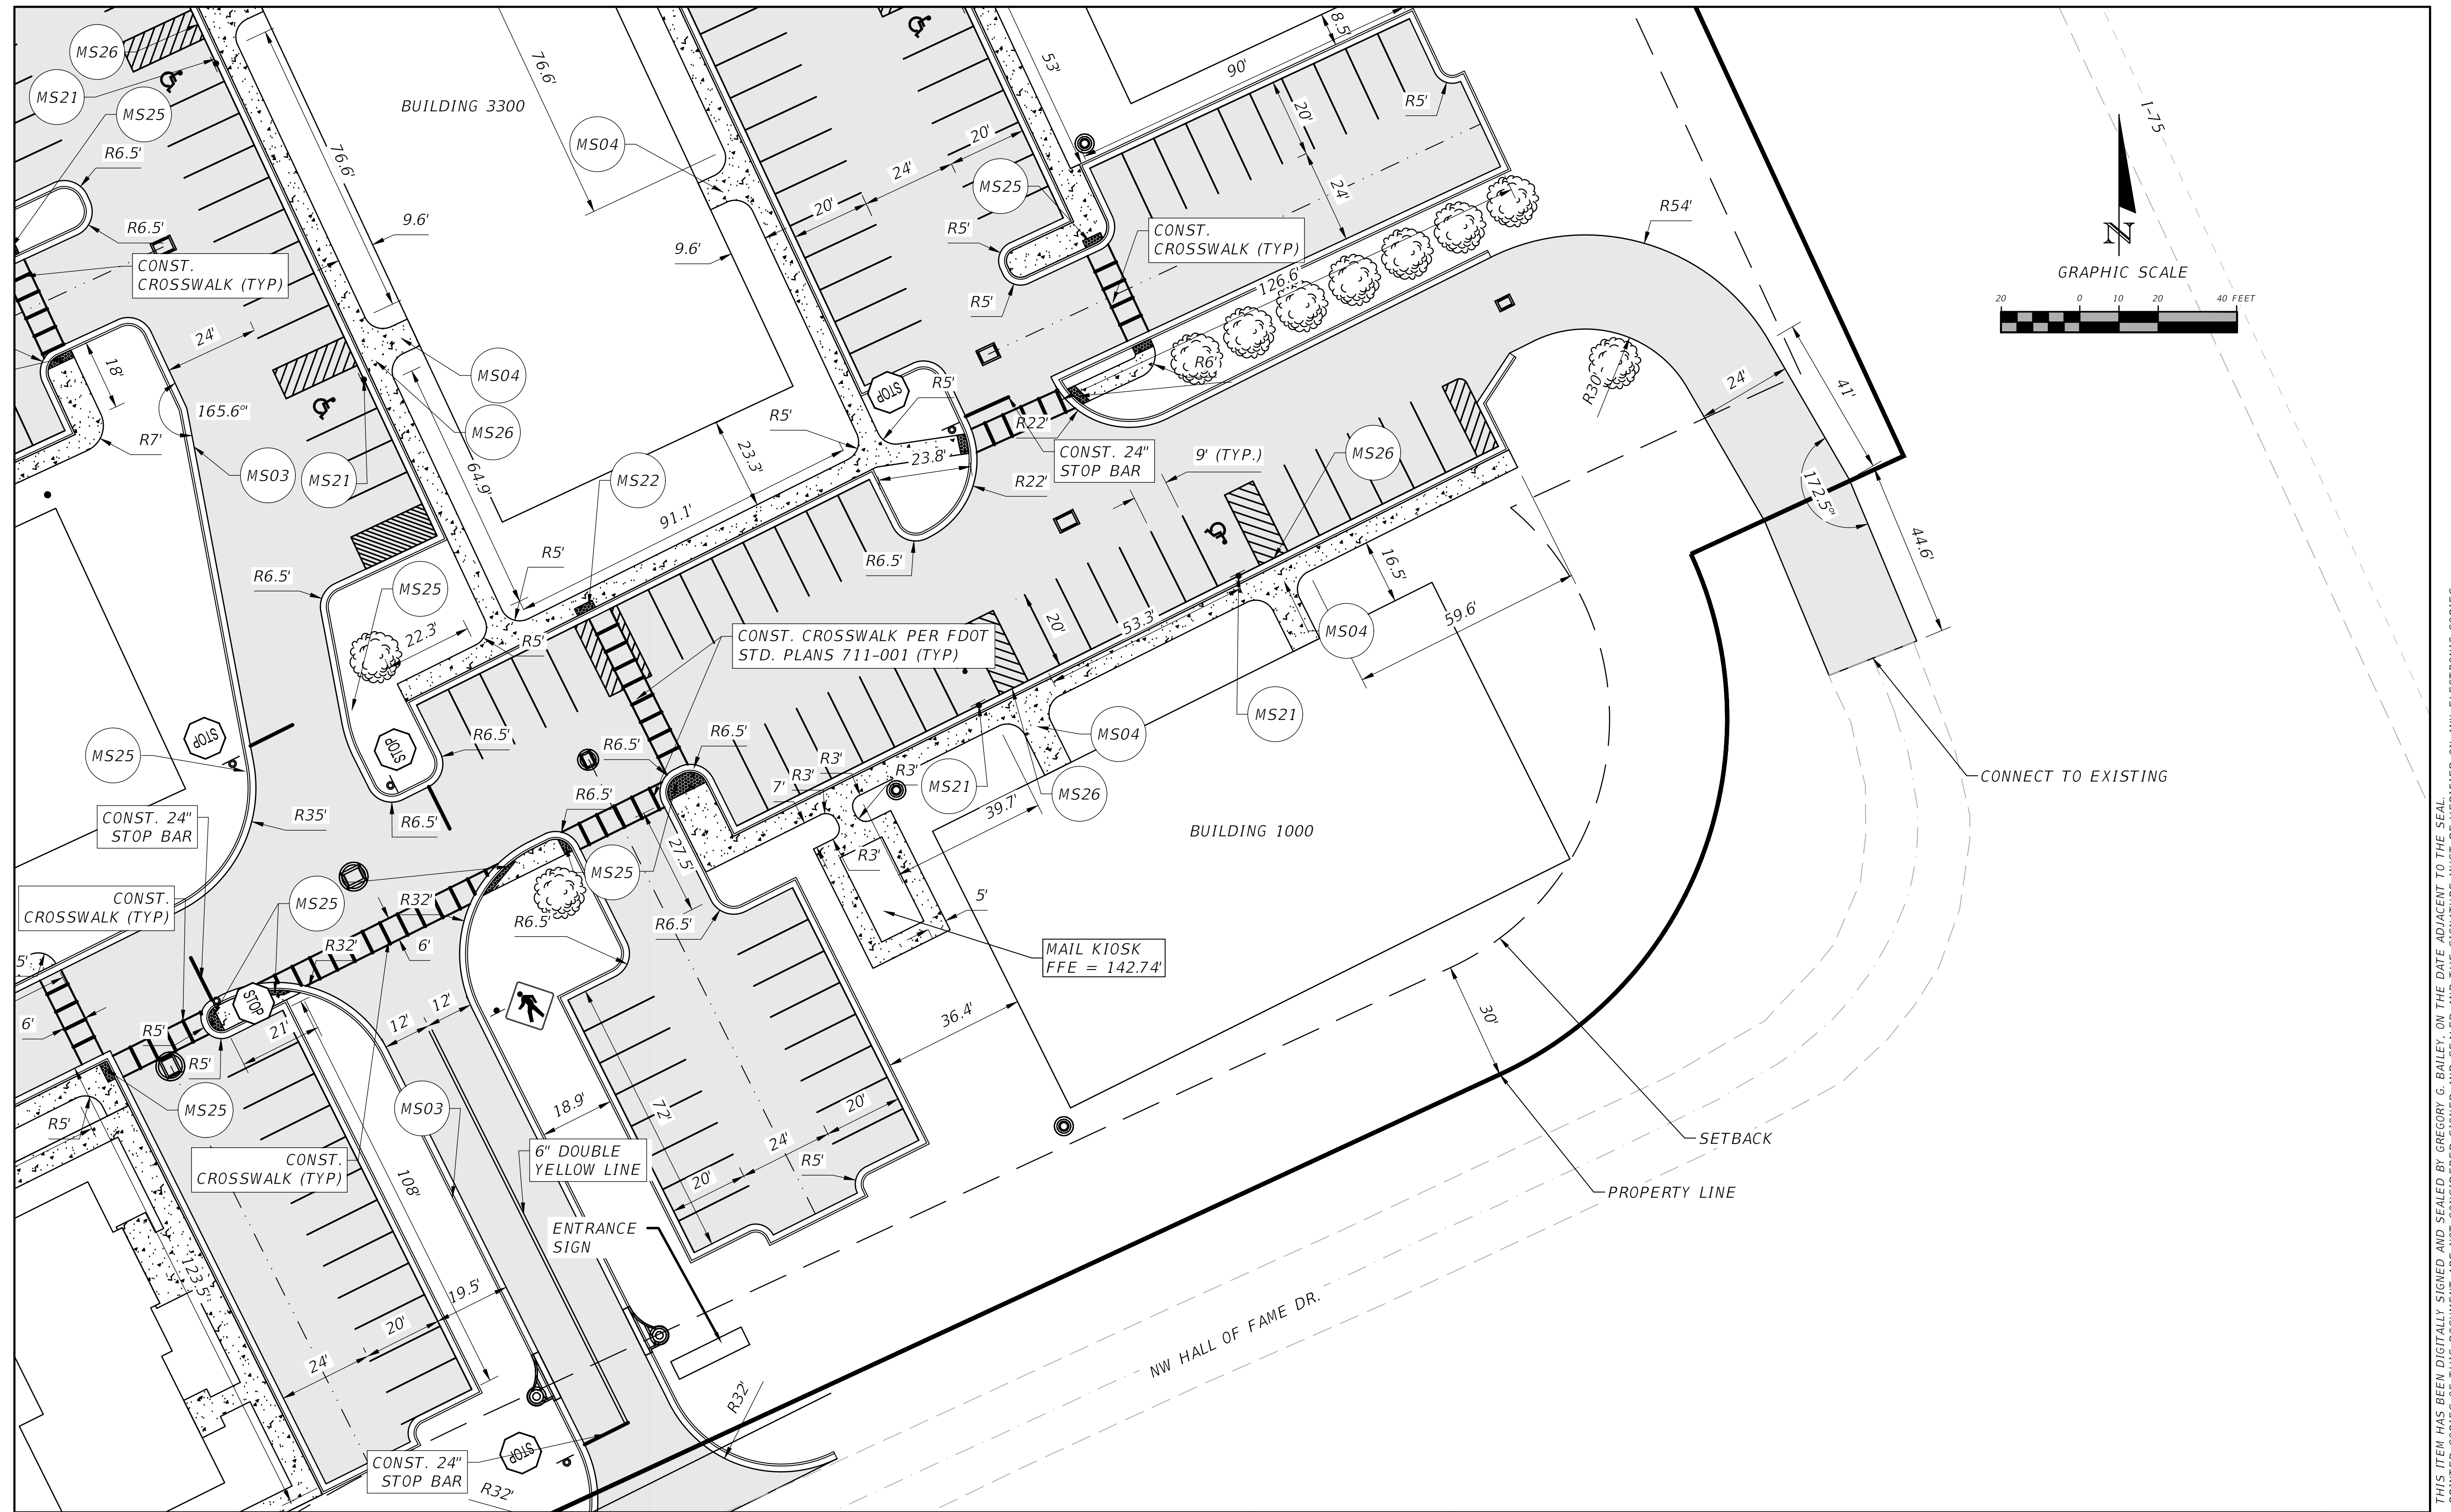 MS26
MS21
MS25
R6.5'
R6.5'
CONST.
CROSSWALK (TYP)
76.6'
BUILDING 3300
76.6'
MS04
9.6'
9.6'
53'
90'
8.5'
20'
24'
R5'
20'
24'
20'
MS25
R5'
R5'
CONST.
CROSSWALK (TYP)
126.6'
R54'
I-75
N
GRAPHIC SCALE
20
0
10
20
40 FEET
24'
18'
165.6°
R7'
MS03
MS21
MS04
MS26
64.9'
R5'
23.3'
91.1'
MS22
STOP
R5'
23.8'
R22'
R22'
R6'
CONST. 24"
STOP BAR
9' (TYP.)
MS26
R30'
24'
41'
172.5°
44.6'
R6.5'
MS25
22.3'
R5'
R5'
R6.5'
CONST. CROSSWALK PER FDOT
STD. PLANS 711-001 (TYP)
20'
53.3'
16.5'
59.6'
MS04
MS21
STOP
MS25
STOP
R6.5'
R6.5'
R35'
CONST. 24"
STOP BAR
CONST.
CROSSWALK (TYP)
MS25
R32'
R32'
6'
R6.5'
R6.5'
R6.5'
MS25
27.5'
R6.5'
R6.5'
7'
R3'
R3'
R3'
R3'
MS21
MS04
MS26
39.7'
BUILDING 1000
CONNECT TO EXISTING
5'
MAIL KIOSK
FFE = 142.74'
36.4'
30'
SETBACK
PROPERTY LINE
5'
6'
R5'
R5'
STOP
21'
12'
12'
MS25
R5'
MS03
CONST.
CROSSWALK (TYP)
108'
18.9'
72'
20'
24'
20'
R5'
6" DOUBLE
YELLOW LINE
ENTRANCE
SIGN
123.5'
24'
20'
19.5'
NW HALL OF FAME DR.
R32'
STOP
CONST. 24"
STOP BAR
R32'
THIS ITEM HAS BEEN DIGITALLY SIGNED AND SEALED BY GREGORY G. BAILEY, ON THE DATE ADJACENT TO THE SEAL.